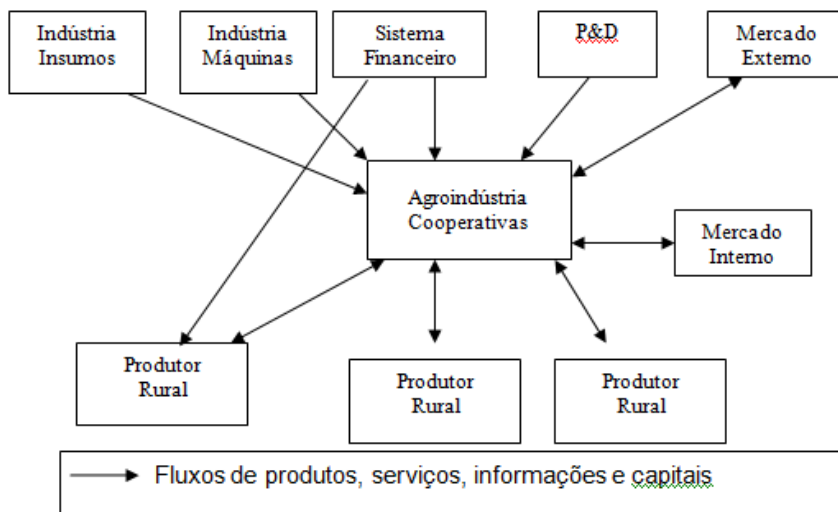 Indústria
Insumos
Indústria
Máquinas
Sistema
Financeiro
P&D
Mercado
Externo
Agroindústria
Cooperativas
Mercado
Interno
Produtor
Rural
Produtor
Rural
Produtor
Rural
Fluxos de produtos, serviços, informações e capitais